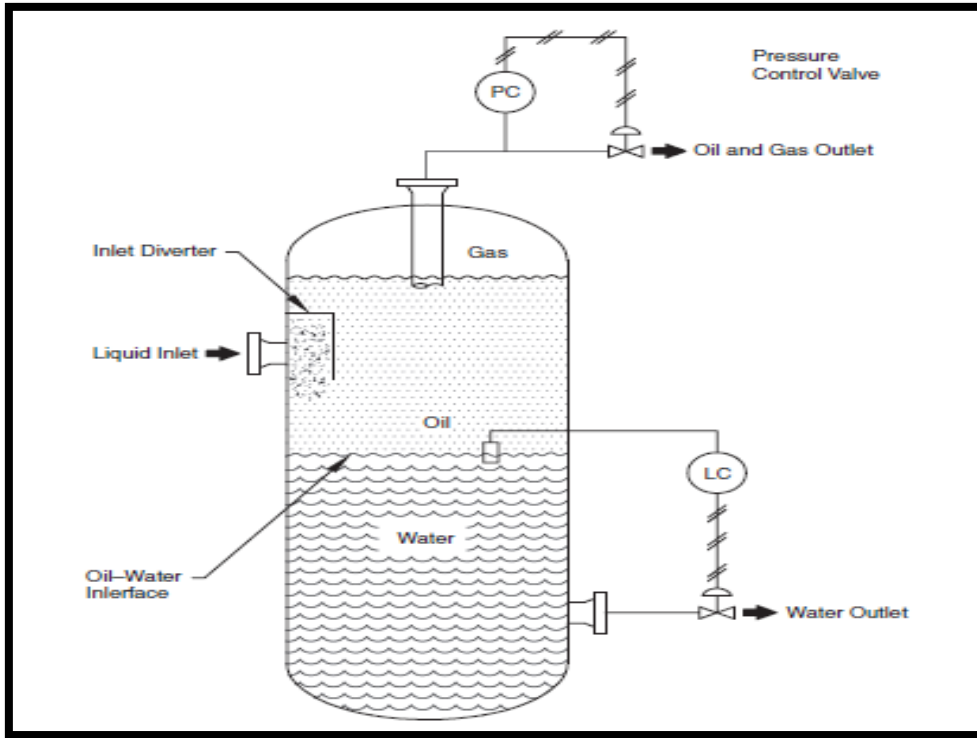 Pressure
Control Valve
PC
Oil and Gas Outlet
Gas
Inlet Diverter
Liquid Inlet
Oil
LC
Water
Oil–Water
Inlerface
Water Outlet